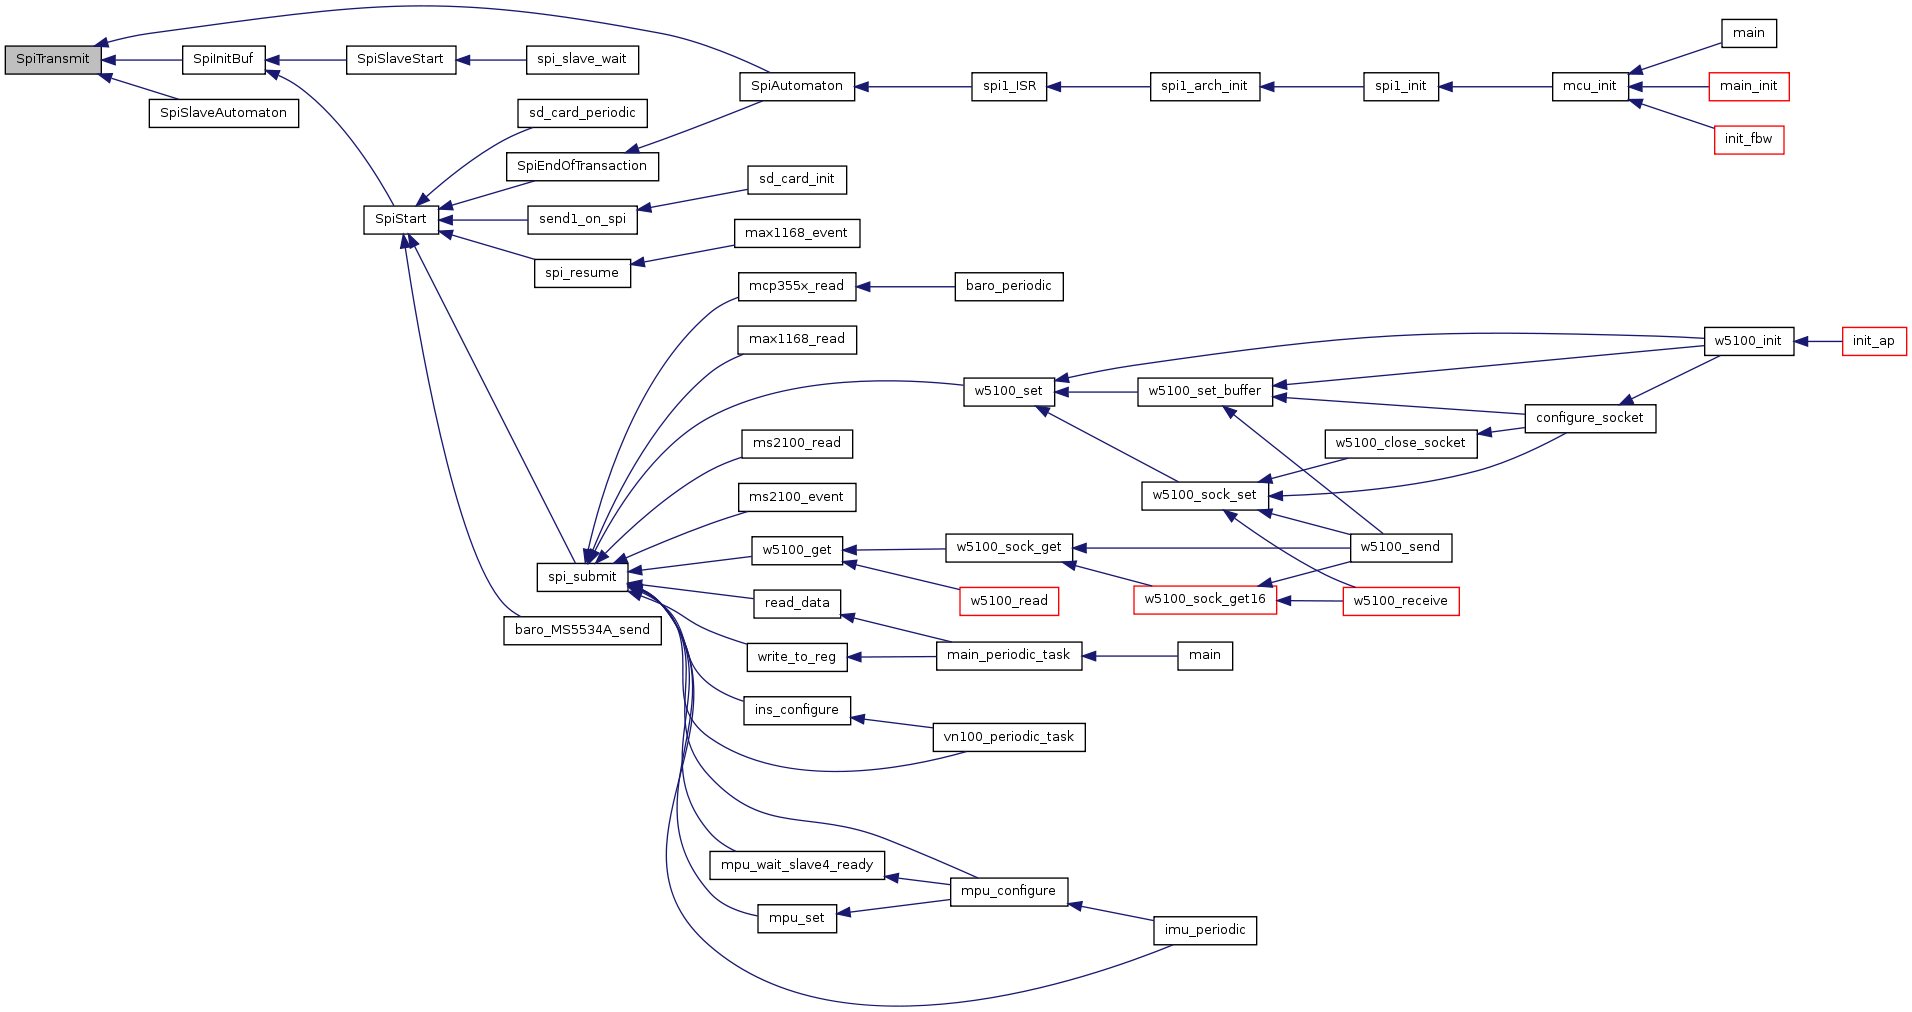 main
SpiTransmit
SpiInitBuf
SpiSlaveStart
spi_slave_wait
SpiAutomaton
spi1_ISR
spi1_arch_init
spi1_init
mcu_init
main_init
SpiSlaveAutomaton
sd_card_periodic
init_fbw
SpiEndOfTransaction
sd_card_init
SpiStart
send1_on_spi
max1168_event
spi_resume
mcp355x_read
baro_periodic
max1168_read
w5100_init
init_ap
w5100_set
w5100_set_buffer
configure_socket
ms2100_read
w5100_close_socket
ms2100_event
w5100_sock_set
w5100_get
w5100_sock_get
w5100_send
spi_submit
read_data
w5100_read
w5100_sock_get16
w5100_receive
baro_MS5534A_send
write_to_reg
main_periodic_task
main
ins_configure
vn100_periodic_task
mpu_wait_slave4_ready
mpu_configure
mpu_set
imu_periodic